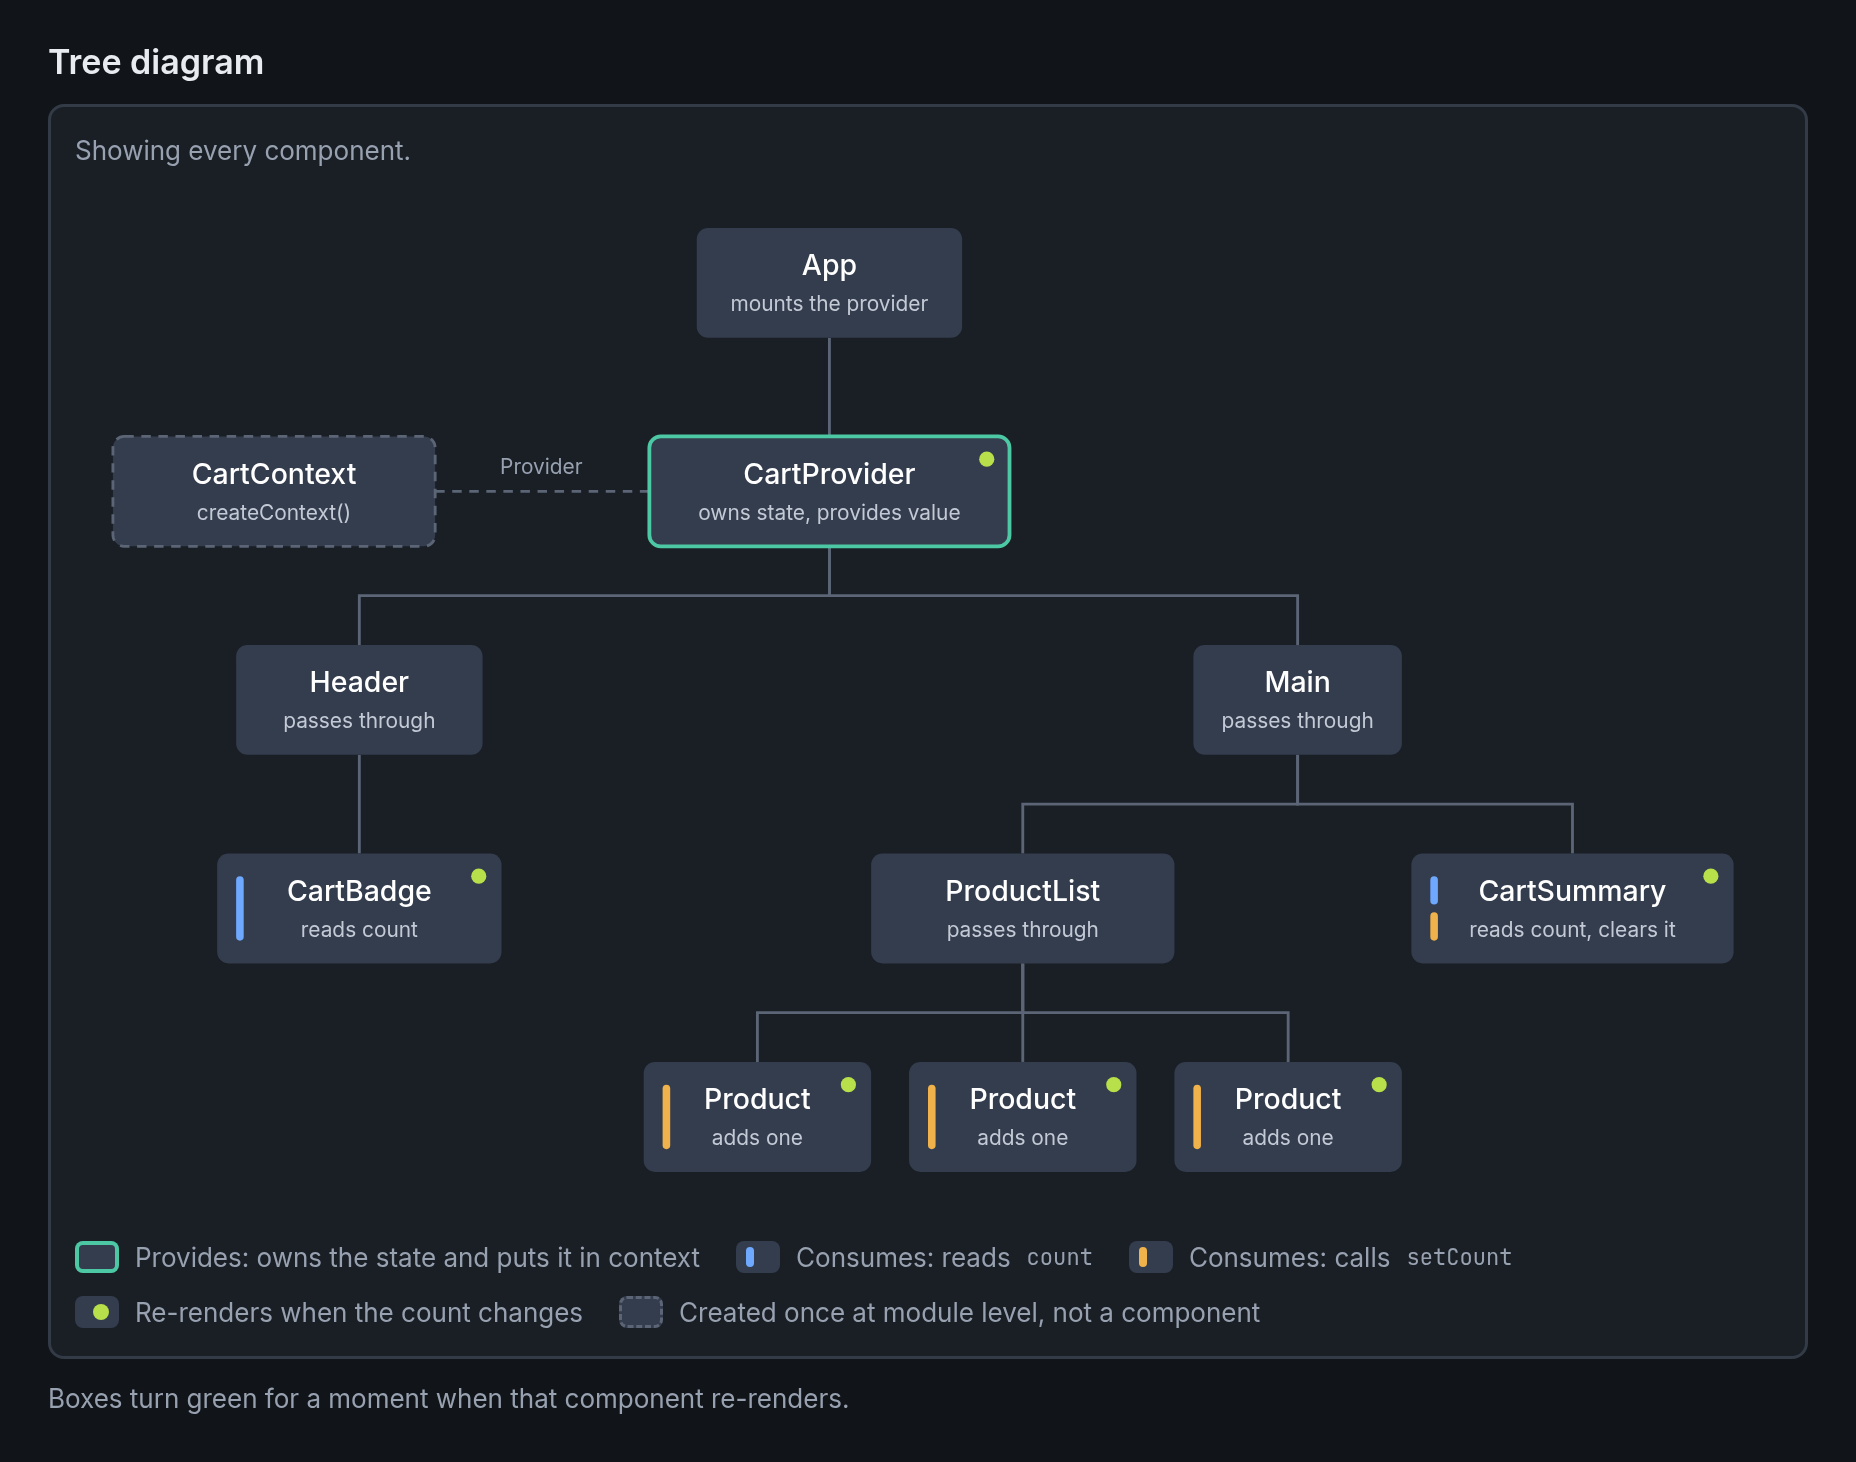 Tree diagram
Showing every component.
App
mounts the provider
CartContext
createContext()
Provider
CartProvider
owns state, provides value
Header
passes through
Main
passes through
CartBadge
reads count
ProductList
passes through
CartSummary
reads count, clears it
Product
adds one
Product
adds one
Product
adds one
Provides: owns the state and puts it in context
Consumes: reads count
Consumes: calls setCount
Re-renders when the count changes
Created once at module level, not a component
Boxes turn green for a moment when that component re-renders.